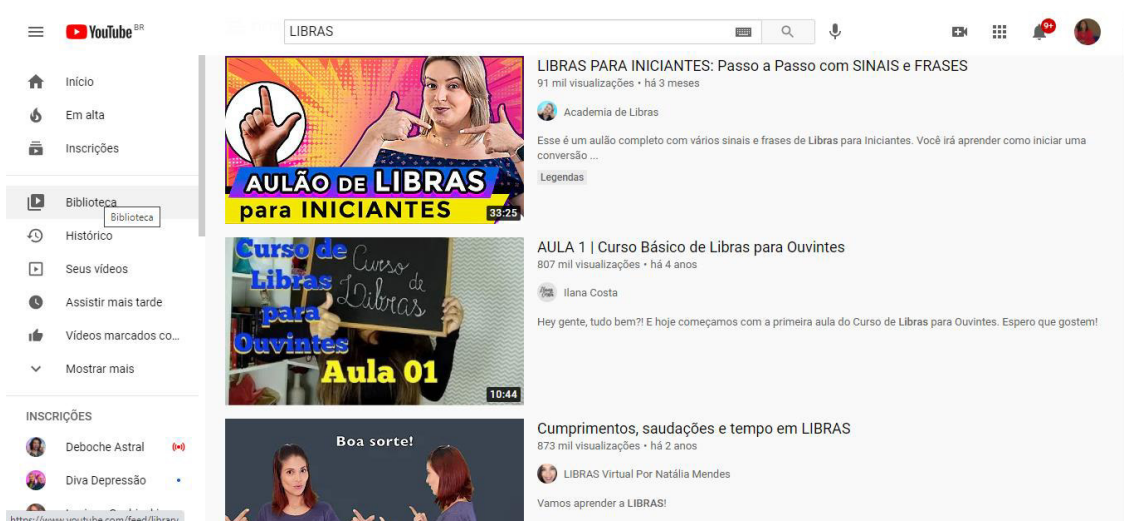 YouTube BR
LIBRAS
9+
Início
Em alta
Inscrições
Biblioteca
Biblioteca
Histórico
Seus vídeos
Assistir mais tarde
Vídeos marcados co...
Mostrar mais
INSCRIÇÕES
Deboche Astral
Diva Depressão
https://www.youtube.com/feed/library
AULÃO DE LIBRAS
para INICIANTES
33:25
LIBRAS PARA INICIANTES: Passo a Passo com SINAIS e FRASES
91 mil visualizações • há 3 meses
Academia de Libras
Esse é um aulão completo com vários sinais e frases de Libras para Iniciantes. Você irá aprender como iniciar uma
conversão ...
Legendas
Curso de
Libras
para
Ouvintes
Aula 01
Curso
de
Libras
10:44
AULA 1 | Curso Básico de Libras para Ouvintes
807 mil visualizações • há 4 anos
Ilana Costa
Hey gente, tudo bem?! E hoje começamos com a primeira aula do Curso de Libras para Ouvintes. Espero que gostem!
Boa sorte!
Cumprimentos, saudações e tempo em LIBRAS
873 mil visualizações • há 2 anos
LIBRAS Virtual Por Natália Mendes
Vamos aprender a LIBRAS!